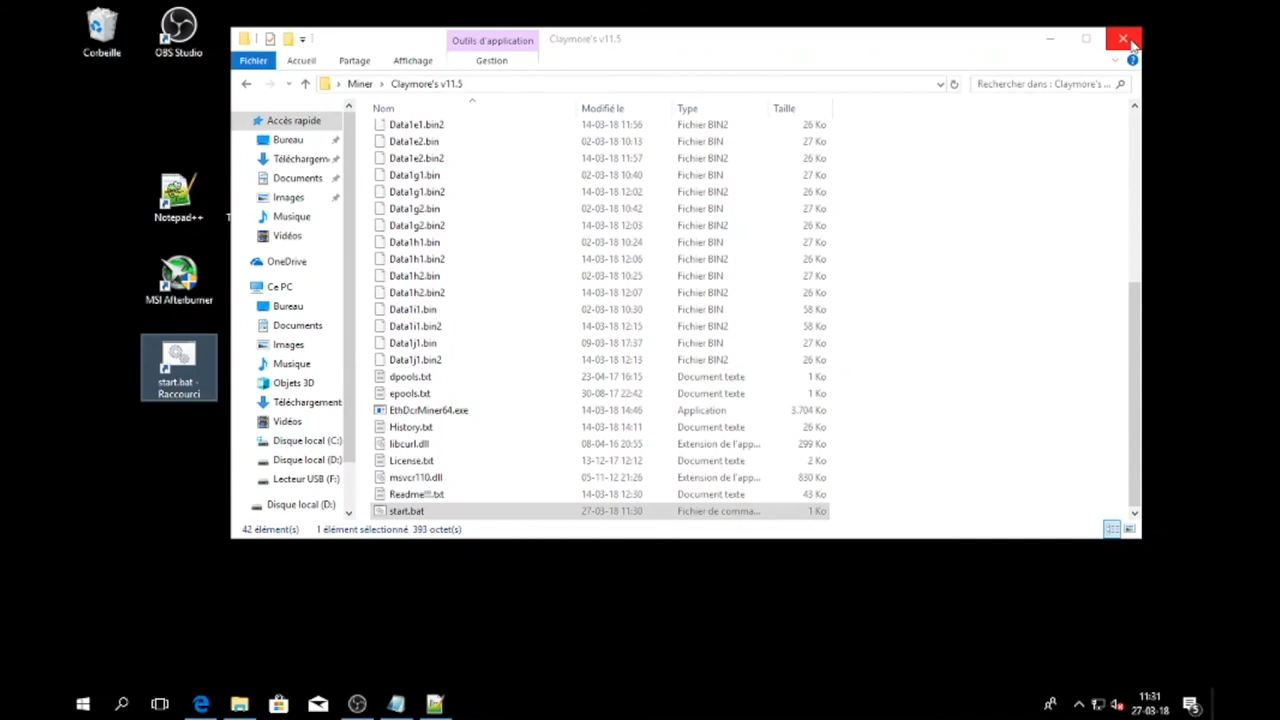 Corbeille
OBS Studio
Notepad++
MSI Afterburner
start.bat -
Raccourci
Outils d'application
Claymore's v11.5
Fichier
Accueil
Partage
Affichage
Gestion
Miner
Claymore's v11.5
Rechercher dans : Claymore's ...
Nom Modifié le Type Taille
Data1e1.bin2 14-03-18 11:56 Fichier BIN2 26 Ko
Data1e2.bin 02-03-18 10:13 Fichier BIN 27 Ko
Data1e2.bin2 14-03-18 11:57 Fichier BIN2 26 Ko
Data1g1.bin 02-03-18 10:40 Fichier BIN 27 Ko
Data1g1.bin2 14-03-18 12:02 Fichier BIN2 26 Ko
Data1g2.bin 02-03-18 10:42 Fichier BIN 27 Ko
Data1g2.bin2 14-03-18 12:03 Fichier BIN2 26 Ko
Data1h1.bin 02-03-18 10:24 Fichier BIN 27 Ko
Data1h1.bin2 14-03-18 12:06 Fichier BIN2 26 Ko
Data1h2.bin 02-03-18 10:25 Fichier BIN 27 Ko
Data1h2.bin2 14-03-18 12:07 Fichier BIN2 26 Ko
Data1i1.bin 02-03-18 10:30 Fichier BIN 58 Ko
Data1i1.bin2 14-03-18 12:15 Fichier BIN2 58 Ko
Data1j1.bin 09-03-18 17:37 Fichier BIN 27 Ko
Data1j1.bin2 14-03-18 12:13 Fichier BIN2 26 Ko
dpools.txt 23-04-17 16:15 Document texte 1 Ko
epools.txt 30-08-17 22:42 Document texte 1 Ko
EthDcrMiner64.exe 14-03-18 14:46 Application 3.704 Ko
History.txt 14-03-18 14:11 Document texte 26 Ko
libcurl.dll 08-04-16 20:55 Extension de l'app... 299 Ko
License.txt 13-12-17 12:12 Document texte 2 Ko
msvcr110.dll 05-11-12 21:26 Extension de l'app... 830 Ko
Readme!!!.txt 14-03-18 12:30 Document texte 43 Ko
start.bat 27-03-18 11:30 Fichier de comma... 1 Ko
Accès rapide
Bureau
Téléchargem
Documents
Images
Musique
Vidéos
OneDrive
Ce PC
Bureau
Documents
Images
Musique
Objets 3D
Téléchargement
Vidéos
Disque local (C:)
Disque local (D:)
Lecteur USB (F:)
Disque local (D:)
42 élément(s) 1 élément sélectionné 393 octet(s)
11:31
27-03-18
5